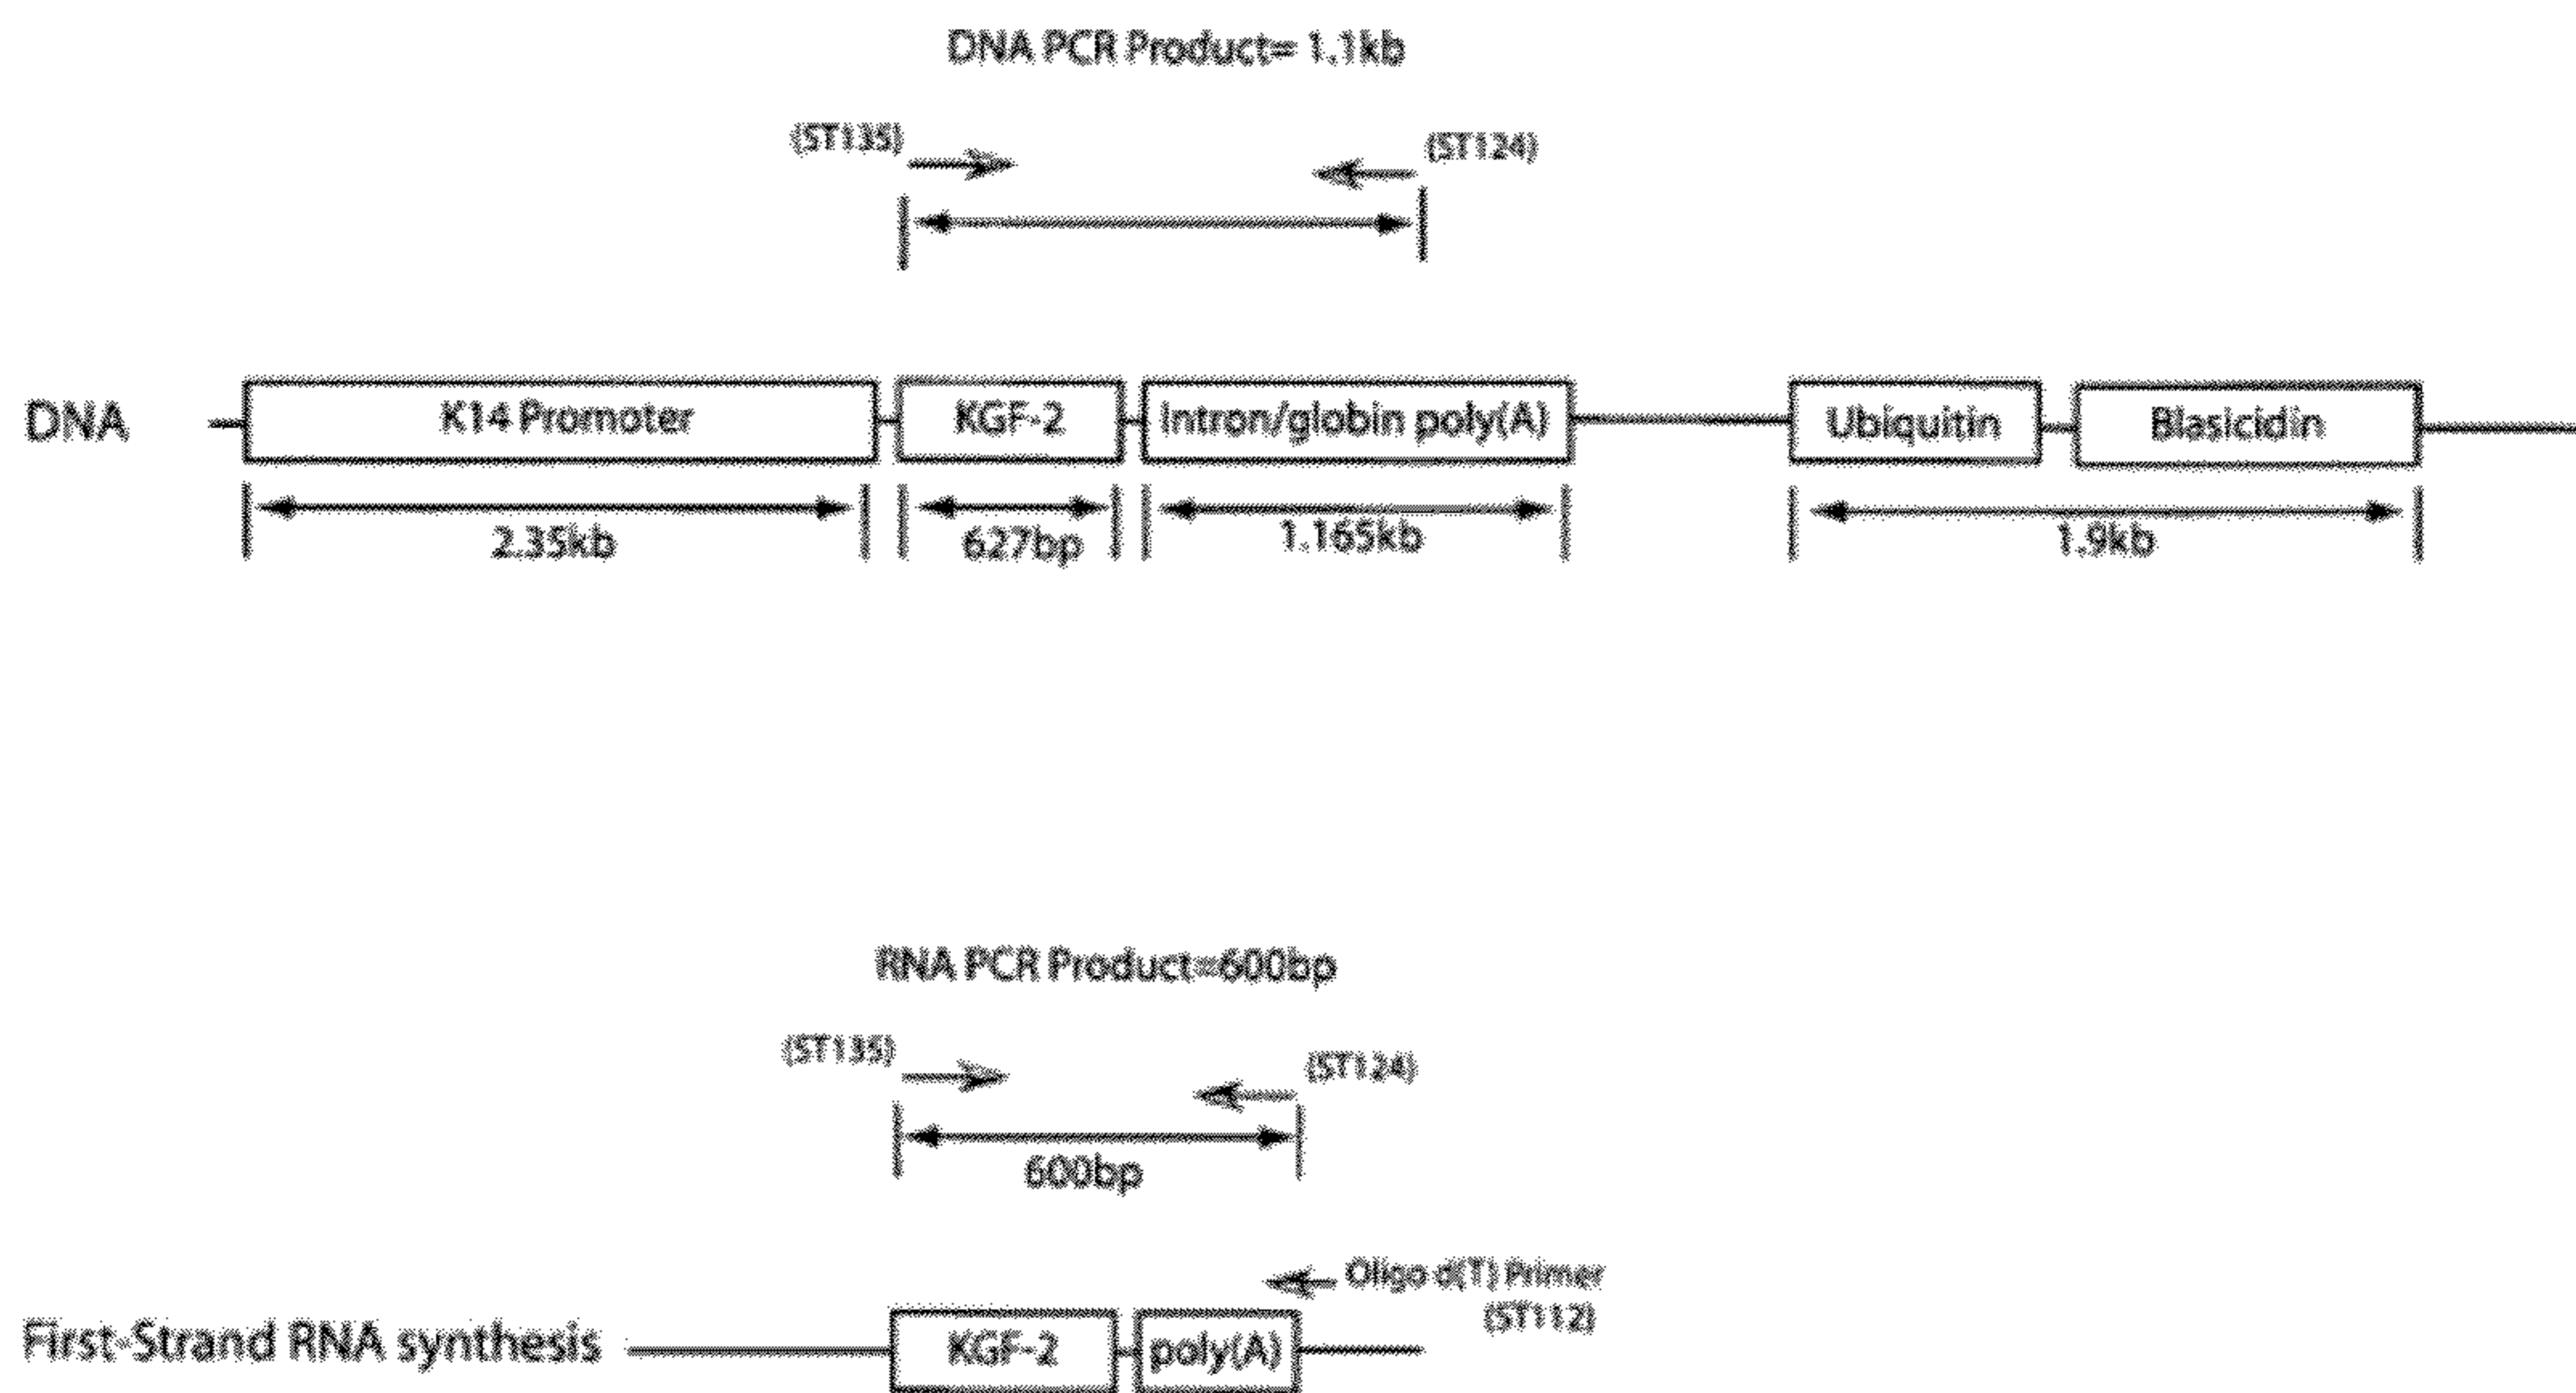 DNA PCR Product= 1.1kb
(ST135)
(ST124)
DNA
K14 Promoter
KGF-2
Intron/globin poly(A)
Ubiquitin
Blasicidin
2.35kb
627bp
1.165kb
1.9kb
RNA PCR Product=600bp
(ST135)
(ST124)
600bp
Oligo d(T) Primer
(ST112)
First-Strand RNA synthesis
KGF-2
poly(A)